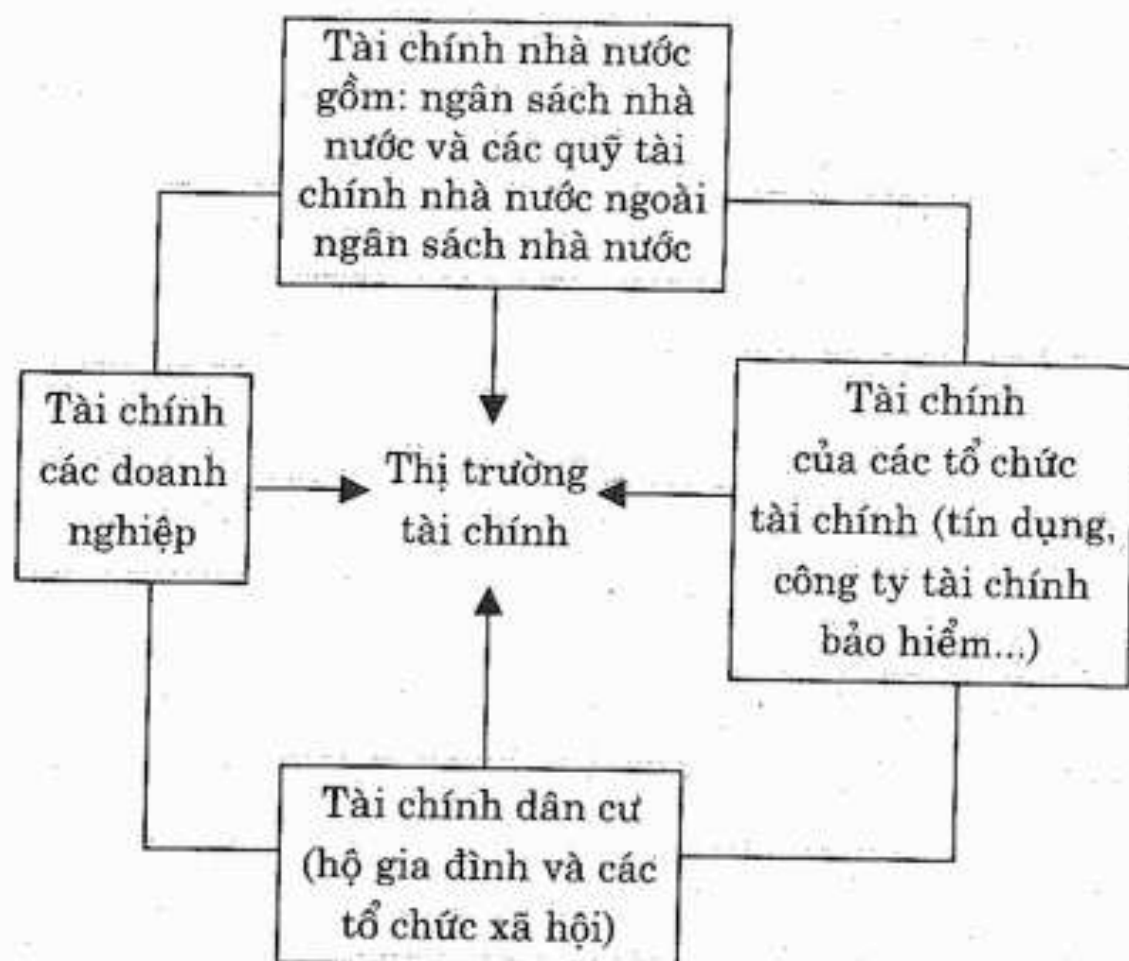 Tài chính nhà nước
gồm: ngân sách nhà
nước và các quỹ tài
chính nhà nước ngoài
ngân sách nhà nước
Tài chính
các doanh
nghiệp
Thị trường
tài chính
Tài chính
của các tổ chức
tài chính (tín dụng,
công ty tài chính
bảo hiểm...)
Tài chính dân cư
(hộ gia đình và các
tổ chức xã hội)